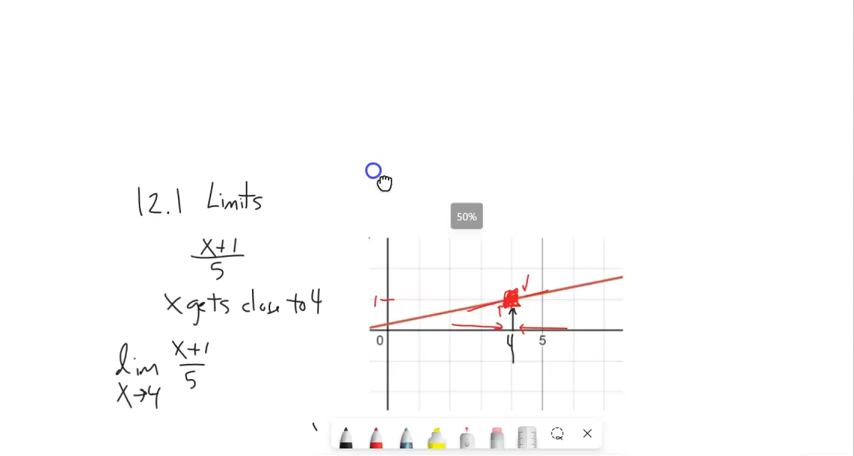 12.1 Limits
x+1
5
x gets close to 4
lim x+1
x→4 5
50%
1
0
4
5